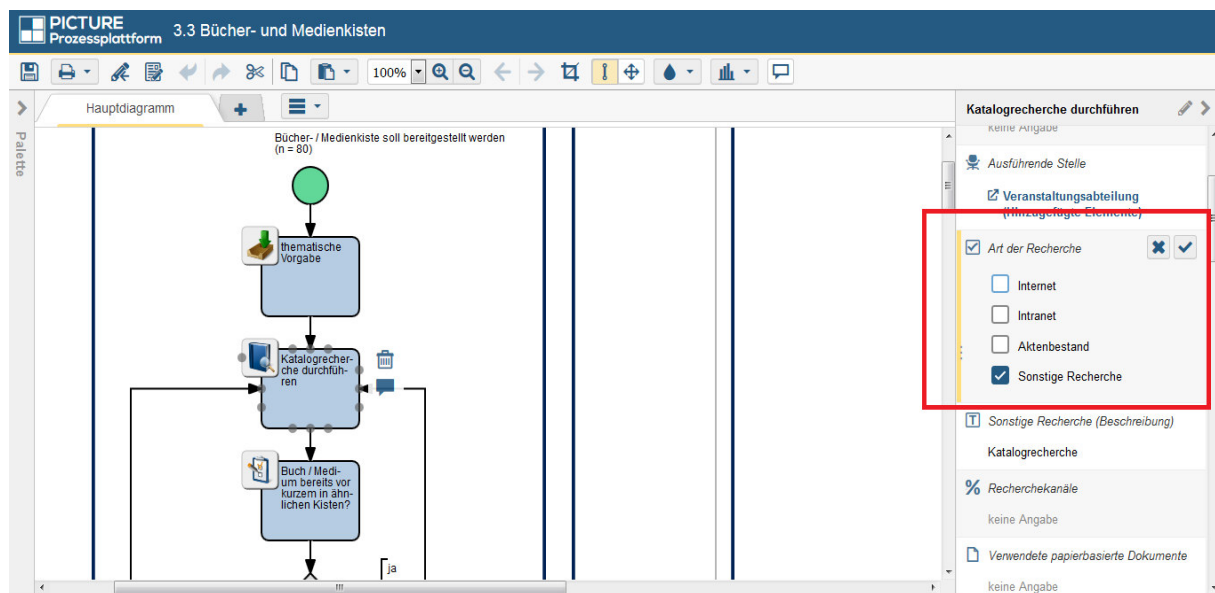 PICTURE
Prozessplattform
3.3 Bücher- und Medienkisten
100%
Hauptdiagramm
Palette
Bücher- / Medienkiste soll bereitgestellt werden
(n = 80)
thematische
Vorgabe
Katalogrecher-
che durchfüh-
ren
Buch / Medi-
um bereits vor
kurzem in ähn-
lichen Kisten?
ja
Katalogrecherche durchführen
keine Angabe
Ausführende Stelle
Veranstaltungsabteilung
(Hinzugefügte Elemente)
Art der Recherche
Internet
Intranet
Aktenbestand
Sonstige Recherche
T Sonstige Recherche (Beschreibung)
Katalogrecherche
% Recherchekanäle
keine Angabe
Verwendete papierbasierte Dokumente
keine Angabe